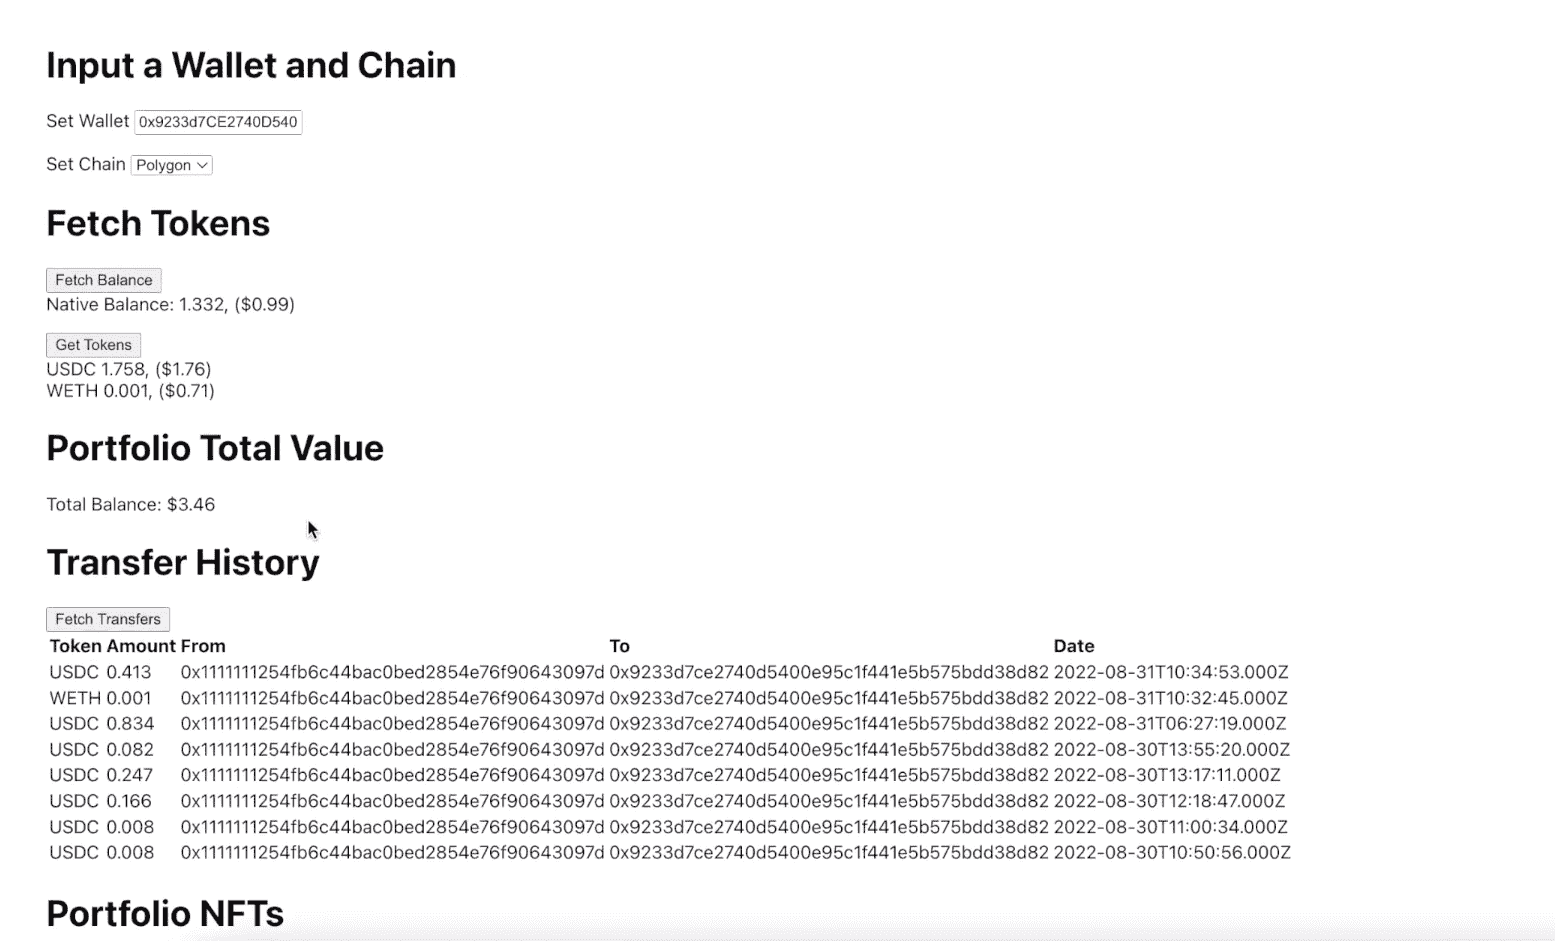 Input a Wallet and Chain
Set Wallet 0x9233d7CE2740D540
Set Chain Polygon
Fetch Tokens
Fetch Balance
Native Balance: 1.332, ($0.99)
Get Tokens
USDC 1.758, ($1.76)
WETH 0.001, ($0.71)
Portfolio Total Value
Total Balance: $3.46
Transfer History
Fetch Transfers
Token Amount From To Date
USDC 0.413 0x1111111254fb6c44bac0bed2854e76f90643097d 0x9233d7ce2740d5400e95c1f441e5b575bdd38d82 2022-08-31T10:34:53.000Z
WETH 0.001 0x1111111254fb6c44bac0bed2854e76f90643097d 0x9233d7ce2740d5400e95c1f441e5b575bdd38d82 2022-08-31T10:32:45.000Z
USDC 0.834 0x1111111254fb6c44bac0bed2854e76f90643097d 0x9233d7ce2740d5400e95c1f441e5b575bdd38d82 2022-08-31T06:27:19.000Z
USDC 0.082 0x1111111254fb6c44bac0bed2854e76f90643097d 0x9233d7ce2740d5400e95c1f441e5b575bdd38d82 2022-08-30T13:55:20.000Z
USDC 0.247 0x1111111254fb6c44bac0bed2854e76f90643097d 0x9233d7ce2740d5400e95c1f441e5b575bdd38d82 2022-08-30T13:17:11.000Z
USDC 0.166 0x1111111254fb6c44bac0bed2854e76f90643097d 0x9233d7ce2740d5400e95c1f441e5b575bdd38d82 2022-08-30T12:18:47.000Z
USDC 0.008 0x1111111254fb6c44bac0bed2854e76f90643097d 0x9233d7ce2740d5400e95c1f441e5b575bdd38d82 2022-08-30T11:00:34.000Z
USDC 0.008 0x1111111254fb6c44bac0bed2854e76f90643097d 0x9233d7ce2740d5400e95c1f441e5b575bdd38d82 2022-08-30T10:50:56.000Z
Portfolio NFTs